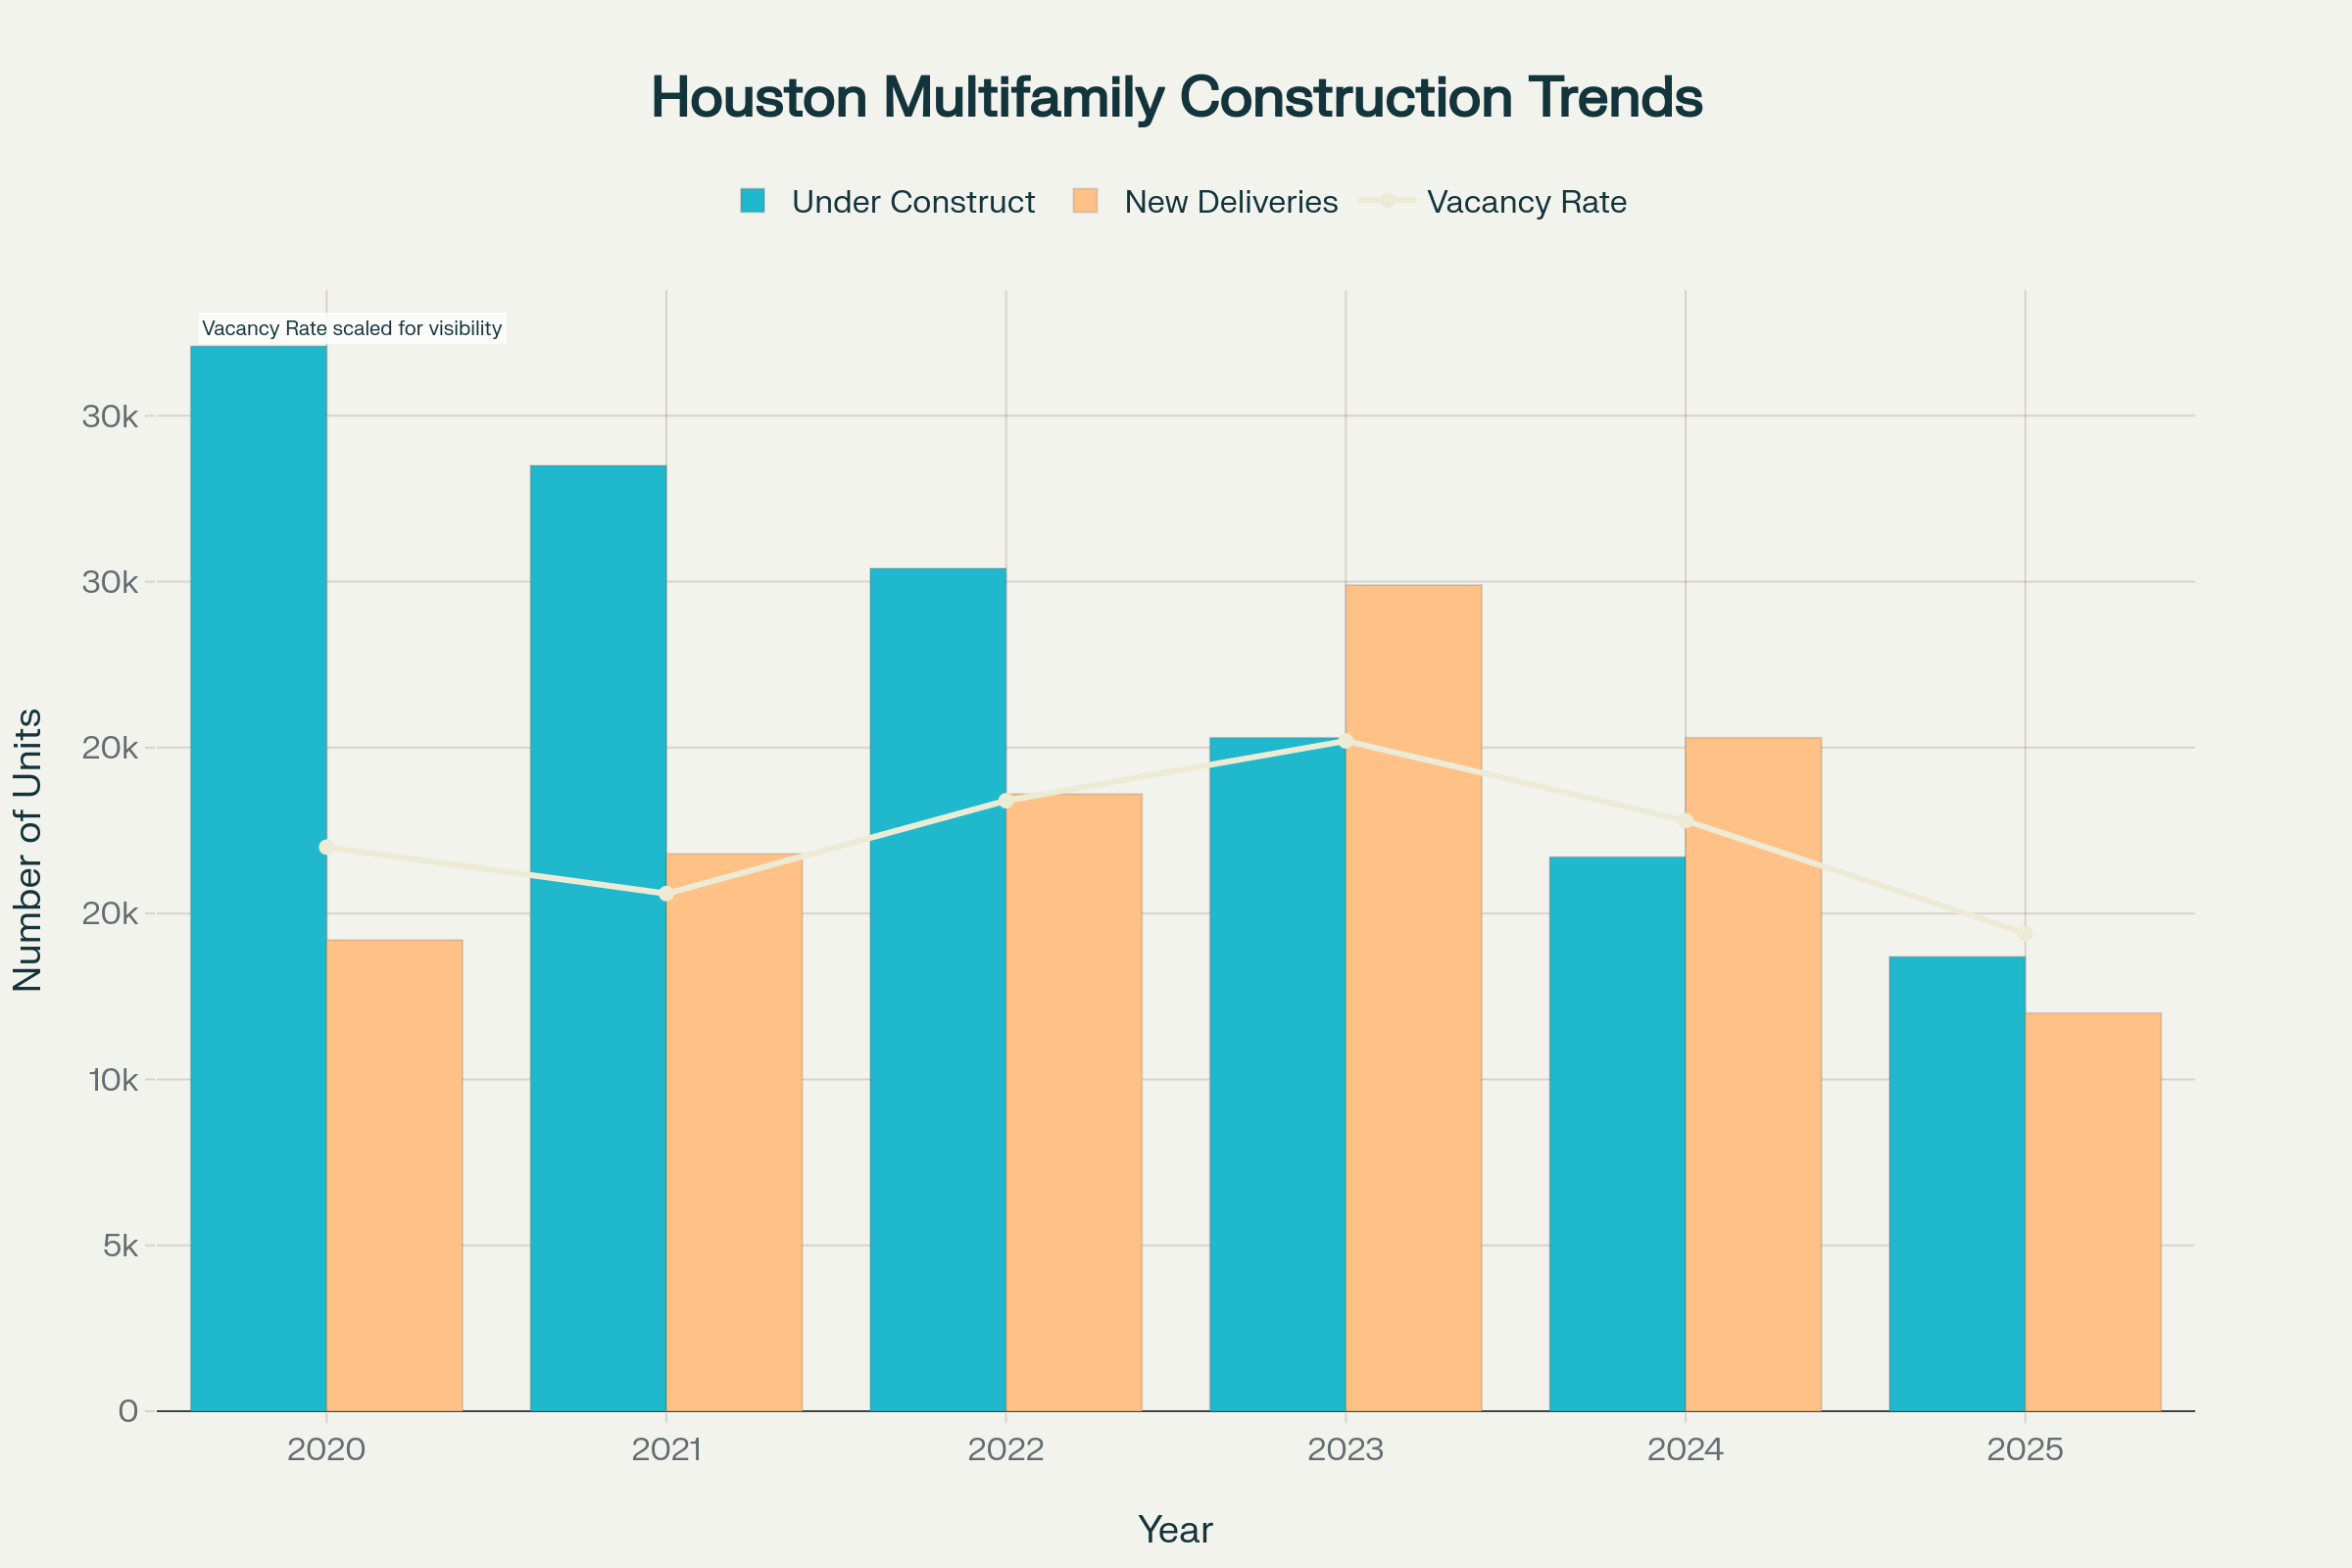 Houston Multifamily Construction Trends
Under Construct New Deliveries Vacancy Rate
Vacancy Rate scaled for visibility
30k
30k
20k
20k
10k
5k
0
Number of Units
2020 2021 2022 2023 2024 2025
Year